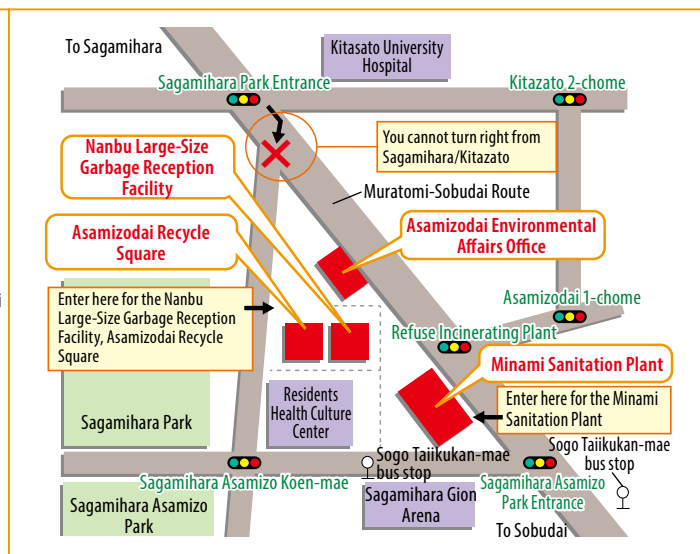 To Sagamihara
Kitasato University
Hospital
Sagamihara Park Entrance
Kitazato 2-chome
You cannot turn right from
Sagamihara/Kitazato
Nanbu Large-Size
Garbage Reception
Facility
Muratomi-Sobudai Route
Asamizodai Recycle
Square
Asamizodai Environmental
Affairs Office
Enter here for the Nanbu
Large-Size Garbage Reception
Facility, Asamizodai Recycle
Square
Asamizodai 1-chome
Refuse Incinerating Plant
Minami Sanitation Plant
Enter here for the Minami
Sanitation Plant
Residents
Health Culture
Center
Sagamihara Park
Sogo Taiikukan-mae
bus stop
Sogo Taiikukan-mae
bus stop
Sagamihara Asamizo Koen-mae
Sagamihara Asamizo
Park Entrance
Sagamihara Asamizo
Park
Sagamihara Gion
Arena
To Sobudai
i